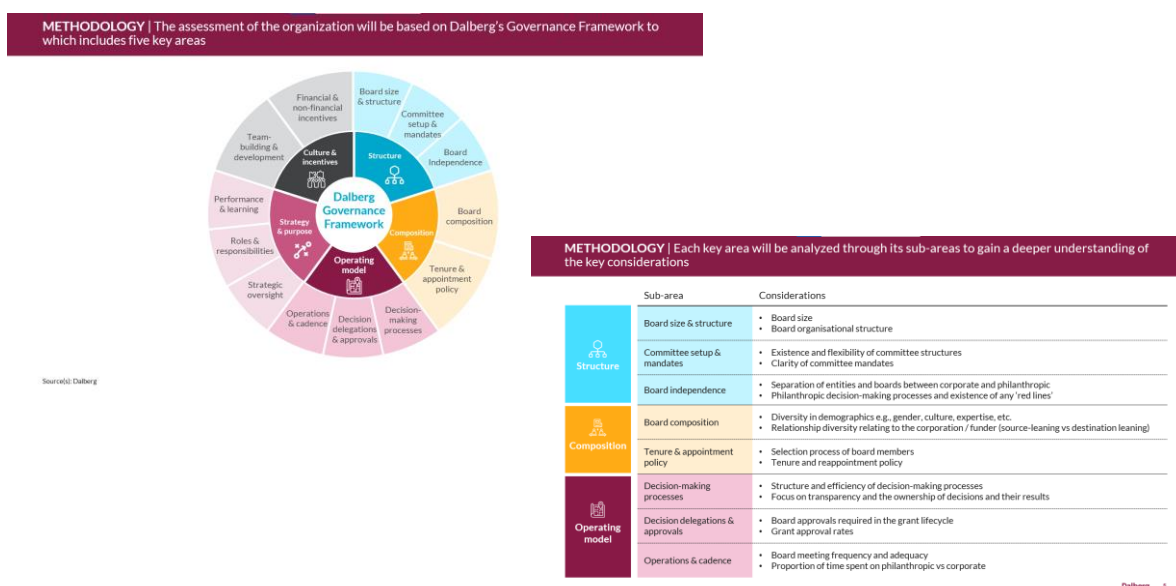 METHODOLOGY | The assessment of the organization will be based on Dalberg's Governance Framework to
which includes five key areas
Financial &
non-financial
incentives
Board size
& structure
Committee
setup &
mandates
Board
Independence
Team-
building &
development
Culture &
incentives
Structure
Performance
& learning
Dalberg
Governance
Framework
Board
composition
Strategy
& purpose
Composition
Roles &
responsibilities
Operating
model
Tenure &
appointment
policy
Strategic
oversight
Operations
& cadence
Decision
delegations
& approvals
Decision-
making
processes
Source(s): Dalberg
METHODOLOGY | Each key area will be analyzed through its sub-areas to gain a deeper understanding of
the key considerations
Sub-area Considerations
Structure
Board size & structure
• Board size
• Board organisational structure
Committee setup &
mandates
• Existence and flexibility of committee structures
• Clarity of committee mandates
Board independence
• Separation of entities and boards between corporate and philanthropic
• Philanthropic decision-making processes and existence of any 'red lines'
Composition
Board composition
• Diversity in demographics e.g., gender, culture, expertise, etc.
• Relationship diversity relating to the corporation / funder (source-leaning vs destination leaning)
Tenure & appointment
policy
• Selection process of board members
• Tenure and reappointment policy
Operating
model
Decision-making
processes
• Structure and efficiency of decision-making processes
• Focus on transparency and the ownership of decisions and their results
Decision delegations &
approvals
• Board approvals required in the grant lifecycle
• Grant approval rates
Operations & cadence
• Board meeting frequency and adequacy
• Proportion of time spent on philanthropic vs corporate
Dalberg